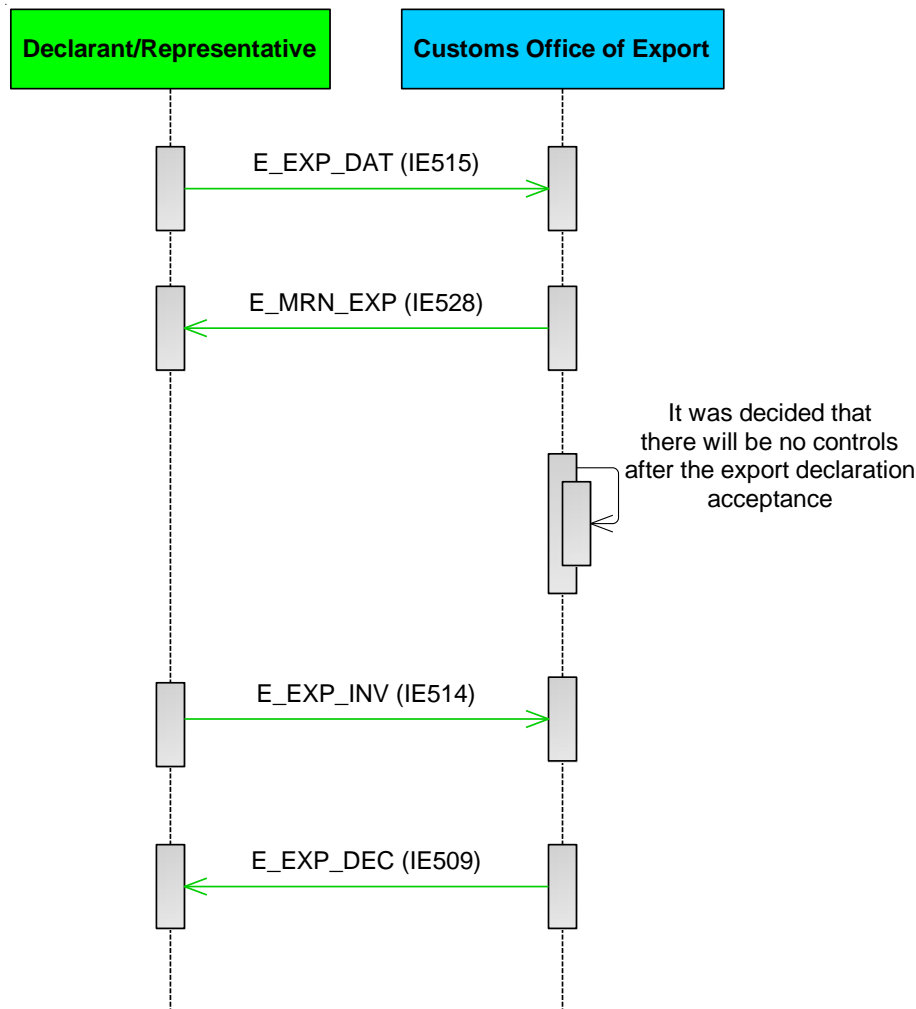 Declarant/Representative
Customs Office of Export
E_EXP_DAT (IE515)
E_MRN_EXP (IE528)
It was decided that
there will be no controls
after the export declaration
acceptance
E_EXP_INV (IE514)
E_EXP_DEC (IE509)